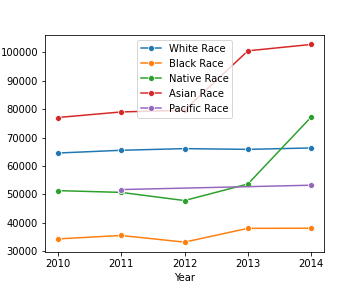 White Race
Black Race
Native Race
Asian Race
Pacific Race
100000
90000
80000
70000
60000
50000
40000
30000
2010 2011 2012 2013 2014
Year